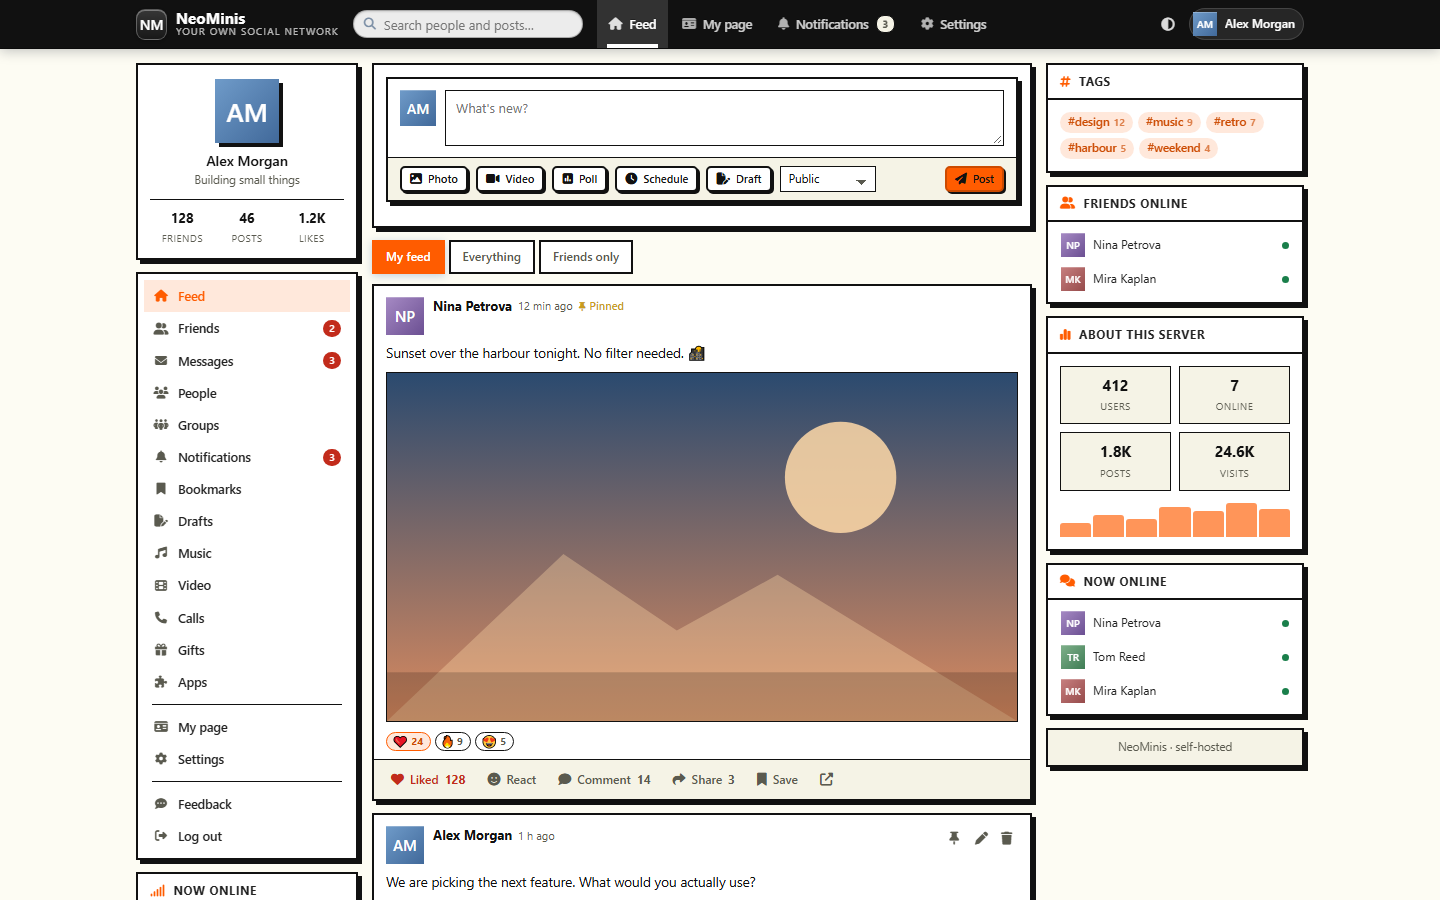 NM
NeoMinis
YOUR OWN SOCIAL NETWORK
Search people and posts...
Feed
My page
Notifications 3
Settings
AM Alex Morgan
AM
Alex Morgan
Building small things
128 46 1.2K
FRIENDS POSTS LIKES
Feed
Friends 2
Messages 3
People
Groups
Notifications 3
Bookmarks
Drafts
Music
Video
Calls
Gifts
Apps
My page
Settings
Feedback
Log out
NOW ONLINE
AM What's new?
Photo Video Poll Schedule Draft Public Post
My feed Everything Friends only
NP Nina Petrova 12 min ago Pinned
Sunset over the harbour tonight. No filter needed.
24 9 5
Liked 128 React Comment 14 Share 3 Save
AM Alex Morgan 1 h ago
We are picking the next feature. What would you actually use?
# TAGS
#design 12 #music 9 #retro 7
#harbour 5 #weekend 4
FRIENDS ONLINE
NP Nina Petrova
MK Mira Kaplan
ABOUT THIS SERVER
412 7
USERS ONLINE
1.8K 24.6K
POSTS VISITS
NOW ONLINE
NP Nina Petrova
TR Tom Reed
MK Mira Kaplan
NeoMinis · self-hosted